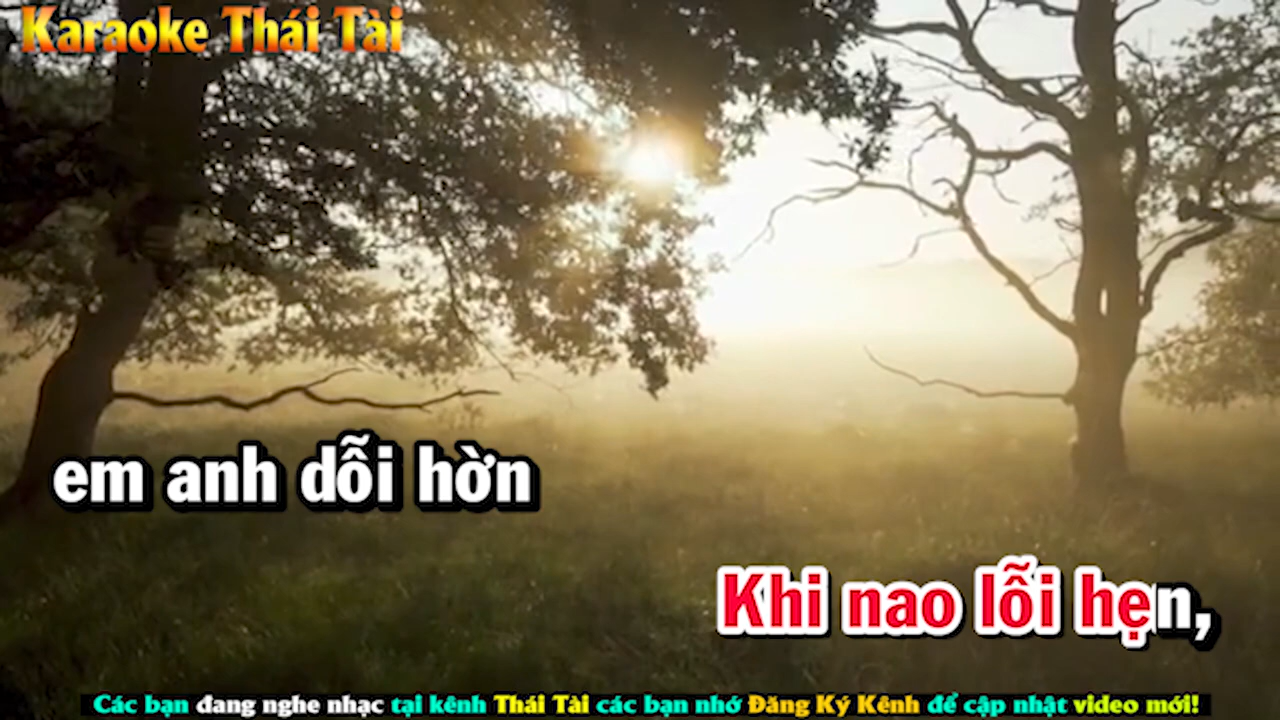 Karaoke Thái Tài
em anh dỗi hờn
Khi nao lỗi hẹn,
Các bạn đang nghe nhạc tại kênh Thái Tài các bạn nhớ Đăng Ký Kênh để cập nhật video mới!